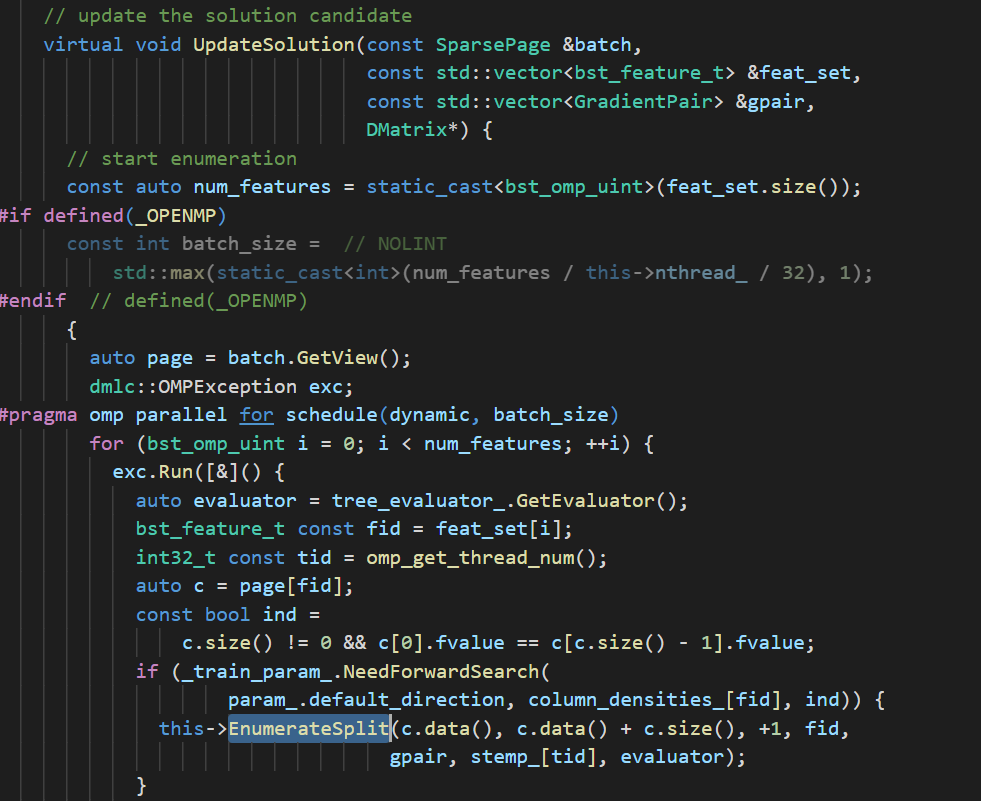 // update the solution candidate
virtual void UpdateSolution(const SparsePage &batch,
const std::vector<bst_feature_t> &feat_set,
const std::vector<GradientPair> &gpair,
DMatrix*) {
// start enumeration
const auto num_features = static_cast<bst_omp_uint>(feat_set.size());
#if defined(_OPENMP)
const int batch_size =  // NOLINT
std::max(static_cast<int>(num_features / this->nthread_ / 32), 1);
#endif  // defined(_OPENMP)
{
auto page = batch.GetView();
dmlc::OMPException exc;
#pragma omp parallel for schedule(dynamic, batch_size)
for (bst_omp_uint i = 0; i < num_features; ++i) {
exc.Run([&]() {
auto evaluator = tree_evaluator_.GetEvaluator();
bst_feature_t const fid = feat_set[i];
int32_t const tid = omp_get_thread_num();
auto c = page[fid];
const bool ind =
c.size() != 0 && c[0].fvalue == c[c.size() - 1].fvalue;
if (_train_param_.NeedForwardSearch(
param_.default_direction, column_densities_[fid], ind)) {
this->EnumerateSplit(c.data(), c.data() + c.size(), +1, fid,
gpair, stemp_[tid], evaluator);
}